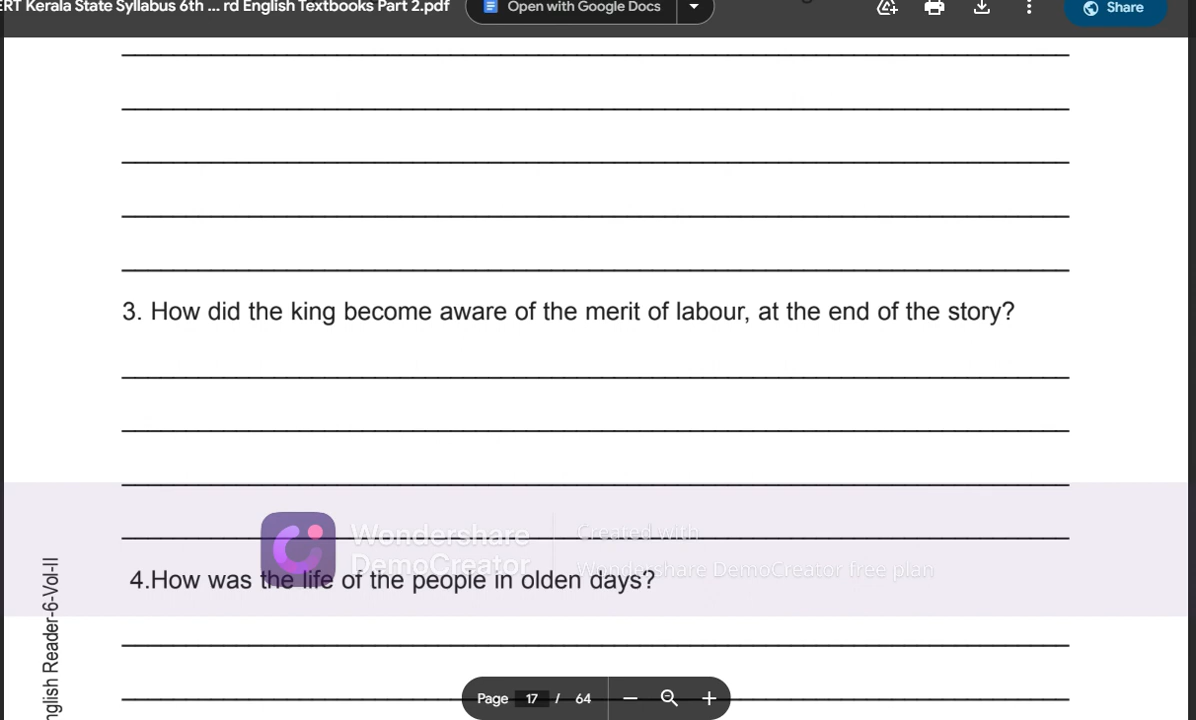 ERT Kerala State Syllabus 6th ... rd English Textbooks Part 2.pdf
Open with Google Docs
Share
3. How did the king become aware of the merit of labour, at the end of the story?
Wondershare
DemoCreator
Created with
Wondershare DemoCreator free plan
4.How was the life of the people in olden days?
nglish Reader-6-Vol-II
Page 17 / 64